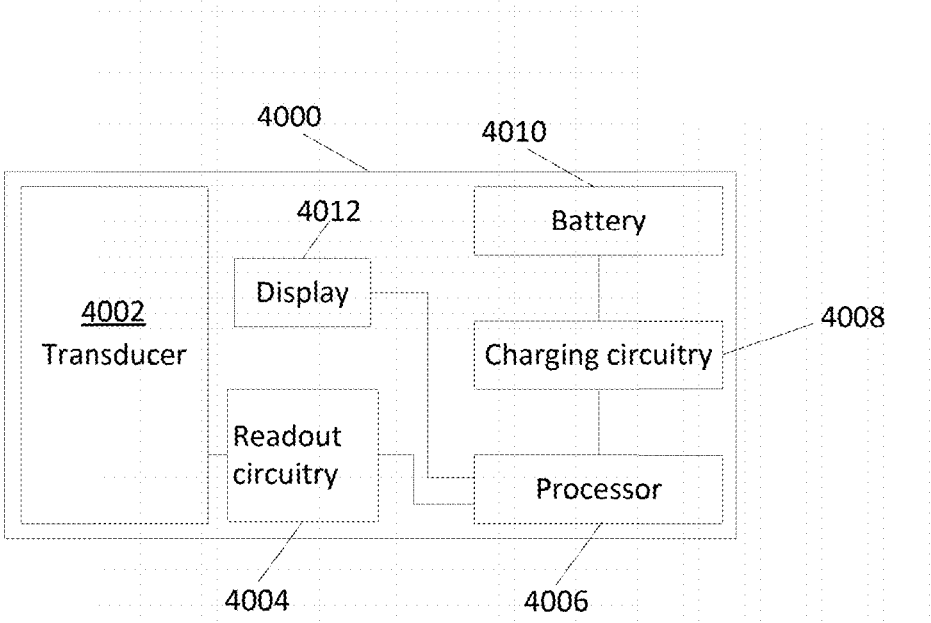 4000
4010
4012
Battery
Display
4002
Transducer
4008
Charging circuitry
Readout
circuitry
Processor
4004
4006